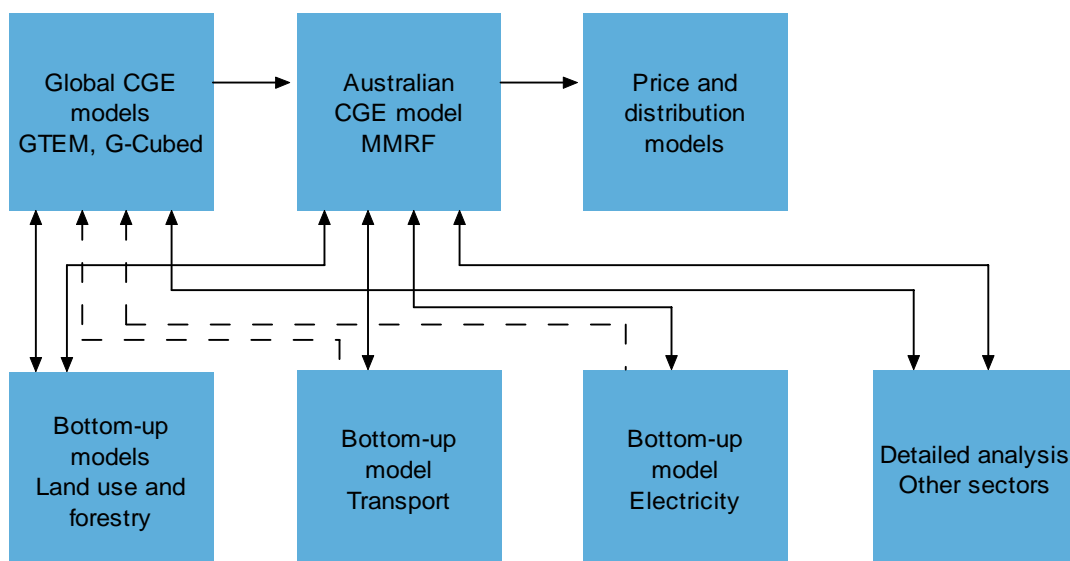 Global CGE
models
GTEM, G-Cubed
Australian
CGE model
MMRF
Price and
distribution
models
Bottom-up
models
Land use and
forestry
Bottom-up
model
Transport
Bottom-up
model
Electricity
Detailed analysis
Other sectors